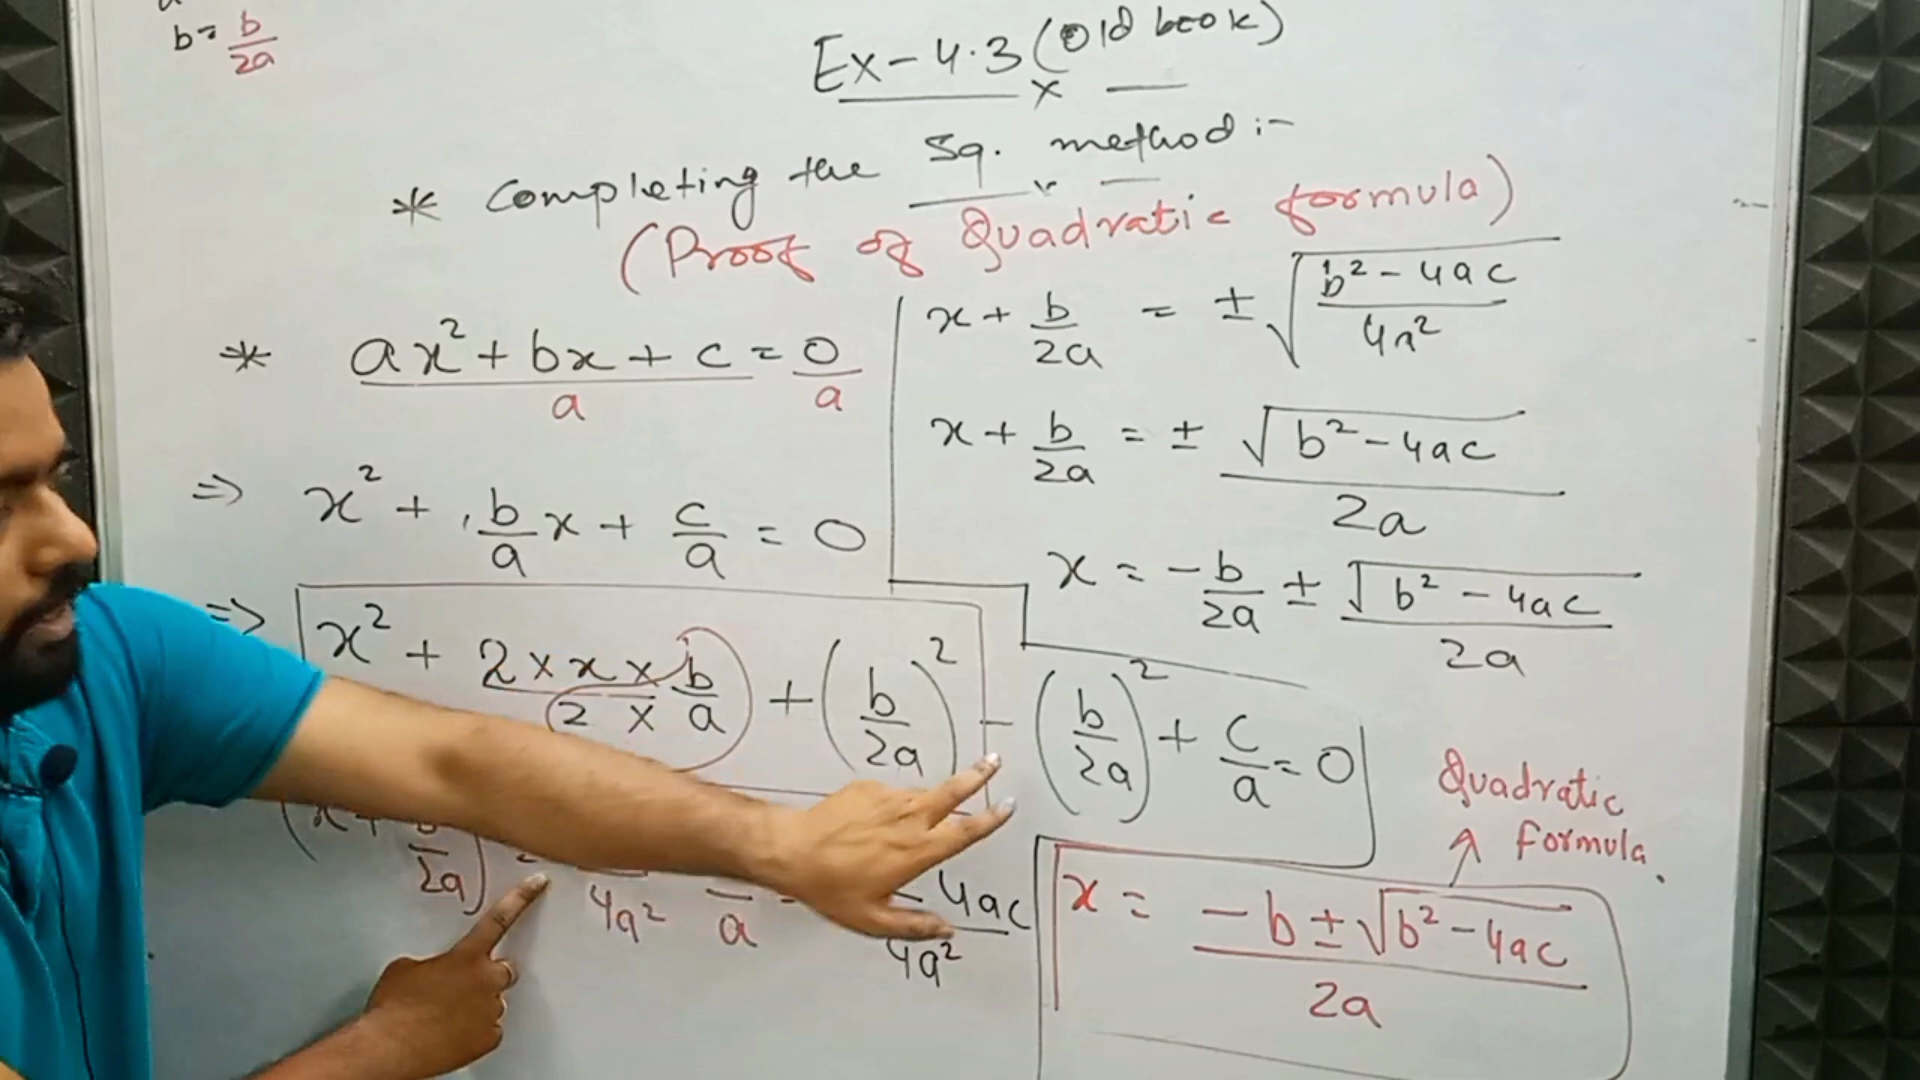 b = b/2a
Ex-4.3 (Old book)
* Completing the Sq. method :-
(Proof of Quadratic formula)
* ax² + bx + c = 0
a a
⇒ x² + b/a x + c/a = 0
⇒ x² + 2 × x × b / 2 × a + (b/2a)² - (b/2a)² + c/a = 0
2a) = 4a² a - 4ac / 4a²
x + b/2a = ± √(b² - 4ac / 4a²)
x + b/2a = ± √b² - 4ac / 2a
x = -b/2a ± √b² - 4ac / 2a
Quadratic
formula.
x = -b ± √b² - 4ac / 2a